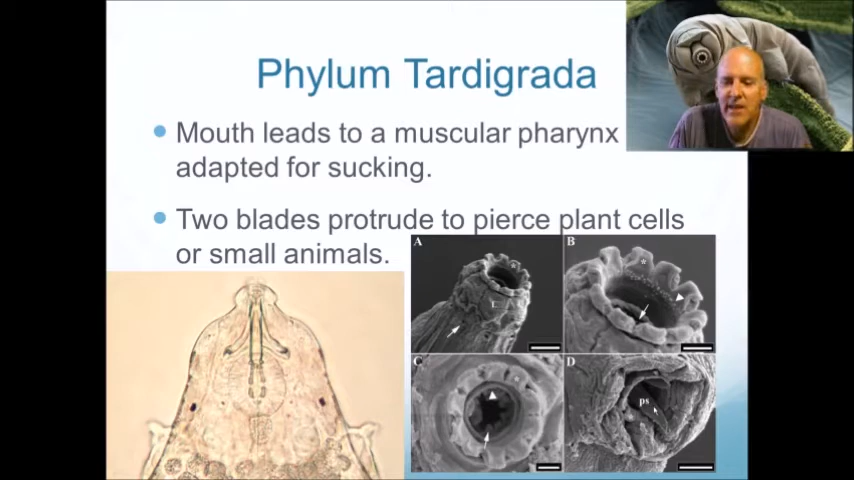 Phylum Tardigrada
Mouth leads to a muscular pharynx
adapted for sucking.
Two blades protrude to pierce plant cells
or small animals.
A
B
C
D
ps